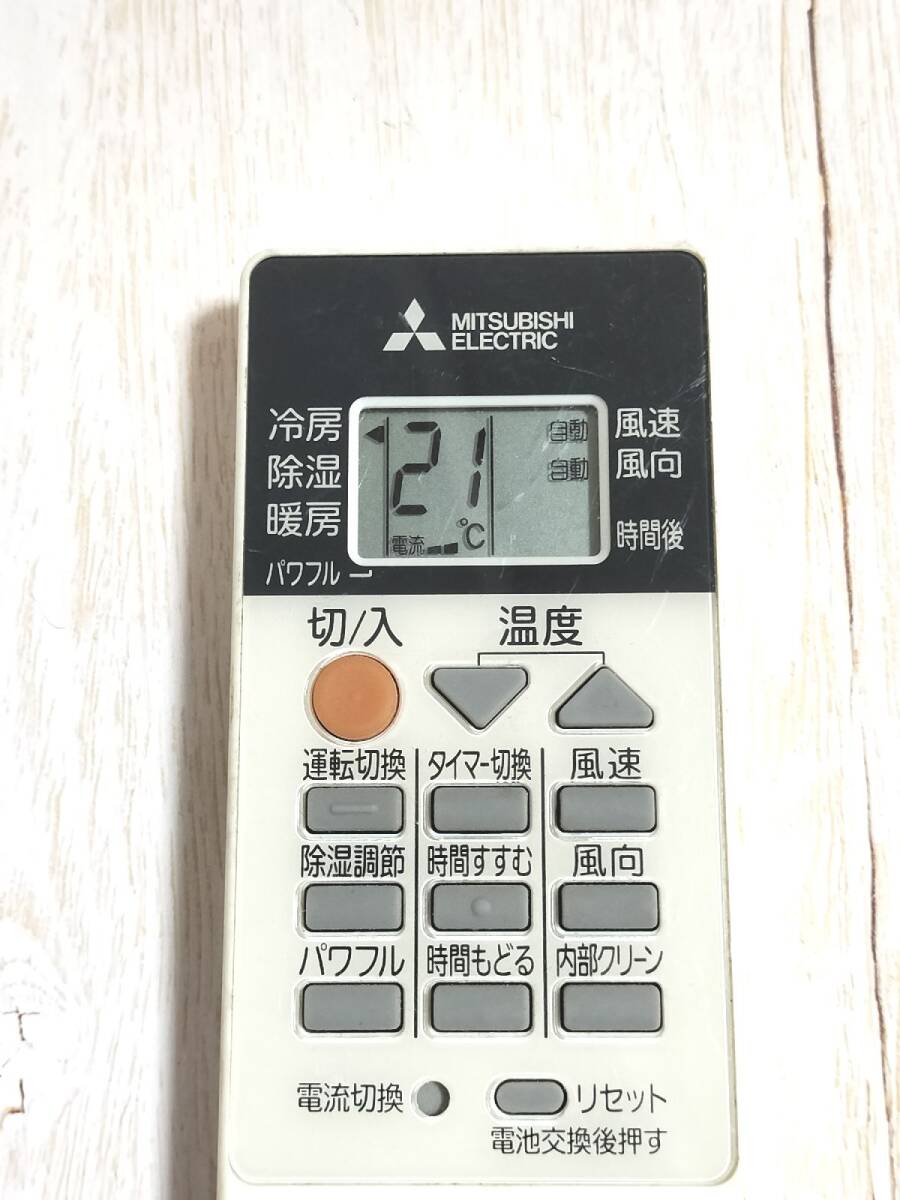 MITSUBISHI
ELECTRIC
冷房
除湿
暖房
パワフル
21
℃
電流
自動
自動
風速
風向
時間後
切/入
温度
運転切換
タイマー切換
風速
除湿調節
時間すすむ
風向
パワフル
時間もどる
内部クリーン
電流切換
リセット
電池交換後押す